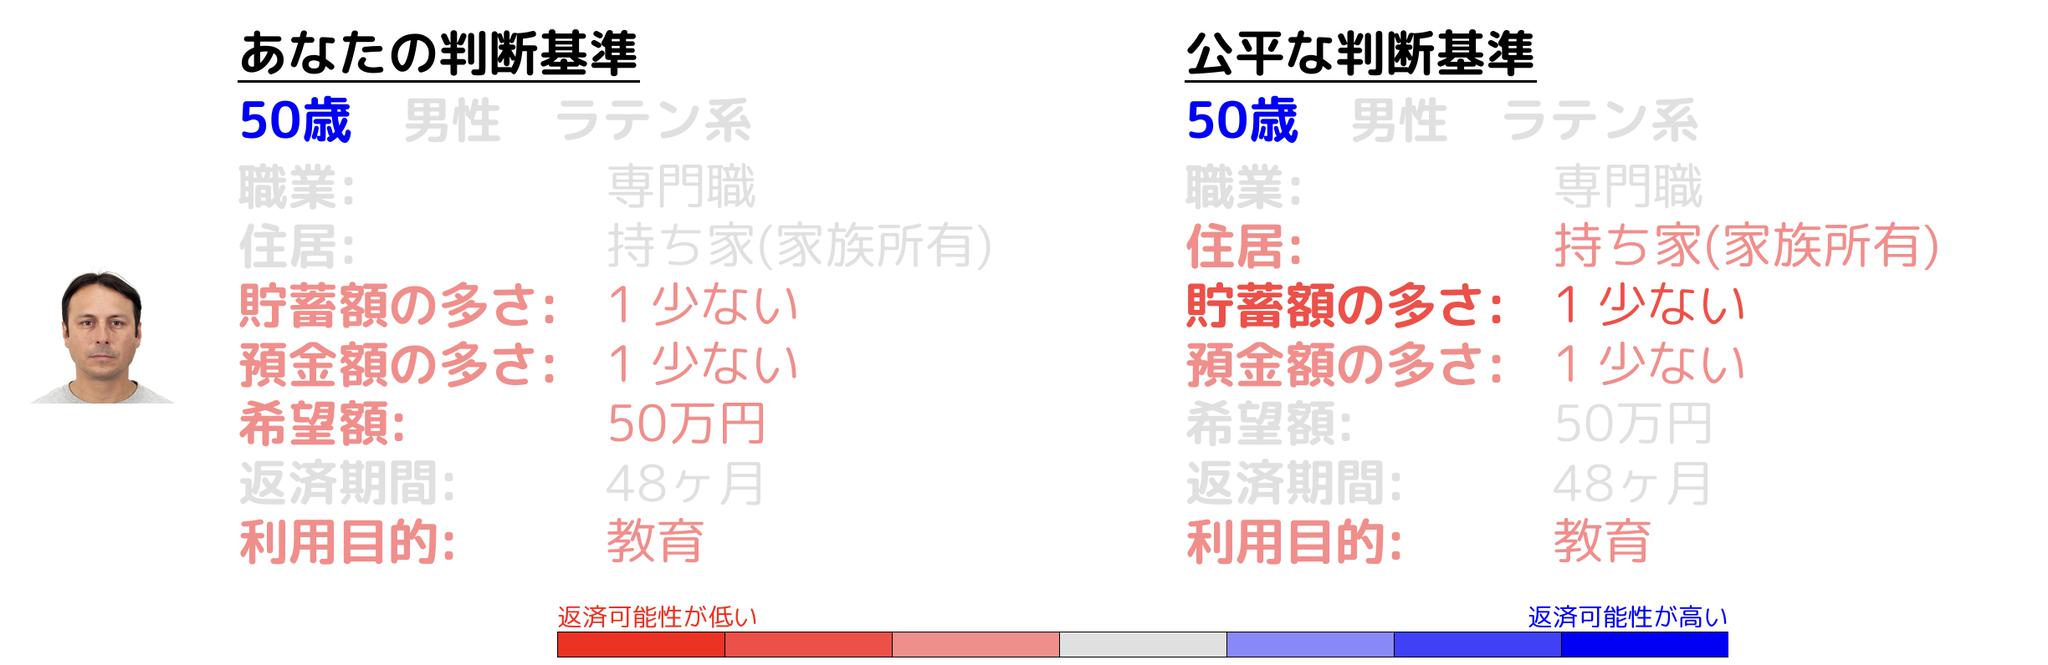 あなたの判断基準
50歳 男性 ラテン系
職業: 専門職
住居: 持ち家(家族所有)
貯蓄額の多さ: 1 少ない
預金額の多さ: 1 少ない
希望額: 50万円
返済期間: 48ヶ月
利用目的: 教育
公平な判断基準
50歳 男性 ラテン系
職業: 専門職
住居: 持ち家(家族所有)
貯蓄額の多さ: 1 少ない
預金額の多さ: 1 少ない
希望額: 50万円
返済期間: 48ヶ月
利用目的: 教育
返済可能性が低い
返済可能性が高い